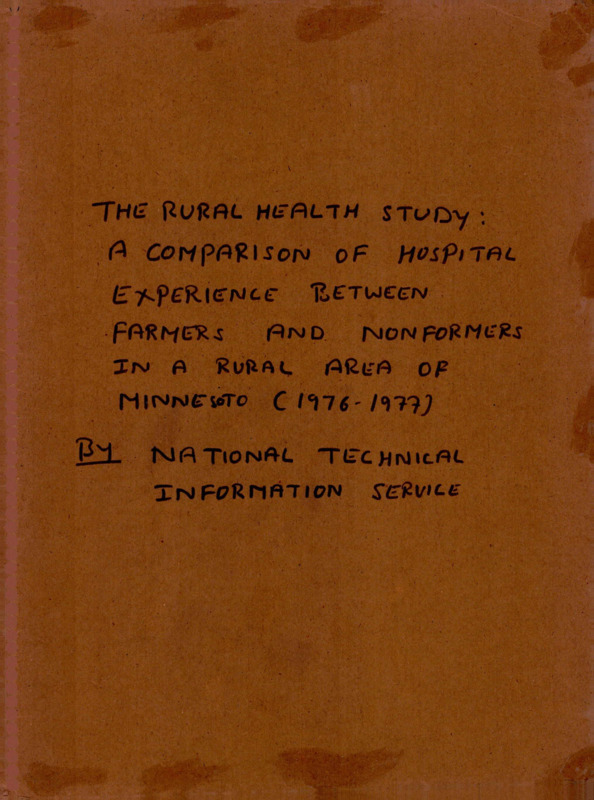 THE RURAL HEALTH STUDY:
A COMPARISON OF HOSPITAL
EXPERIENCE BETWEEN
FARMERS AND NONFORMERS
IN A RURAL AREA OF
MINNESOTO (1976-1977)
BY NATIONAL TECHNICAL
INFORMATION SERVICE